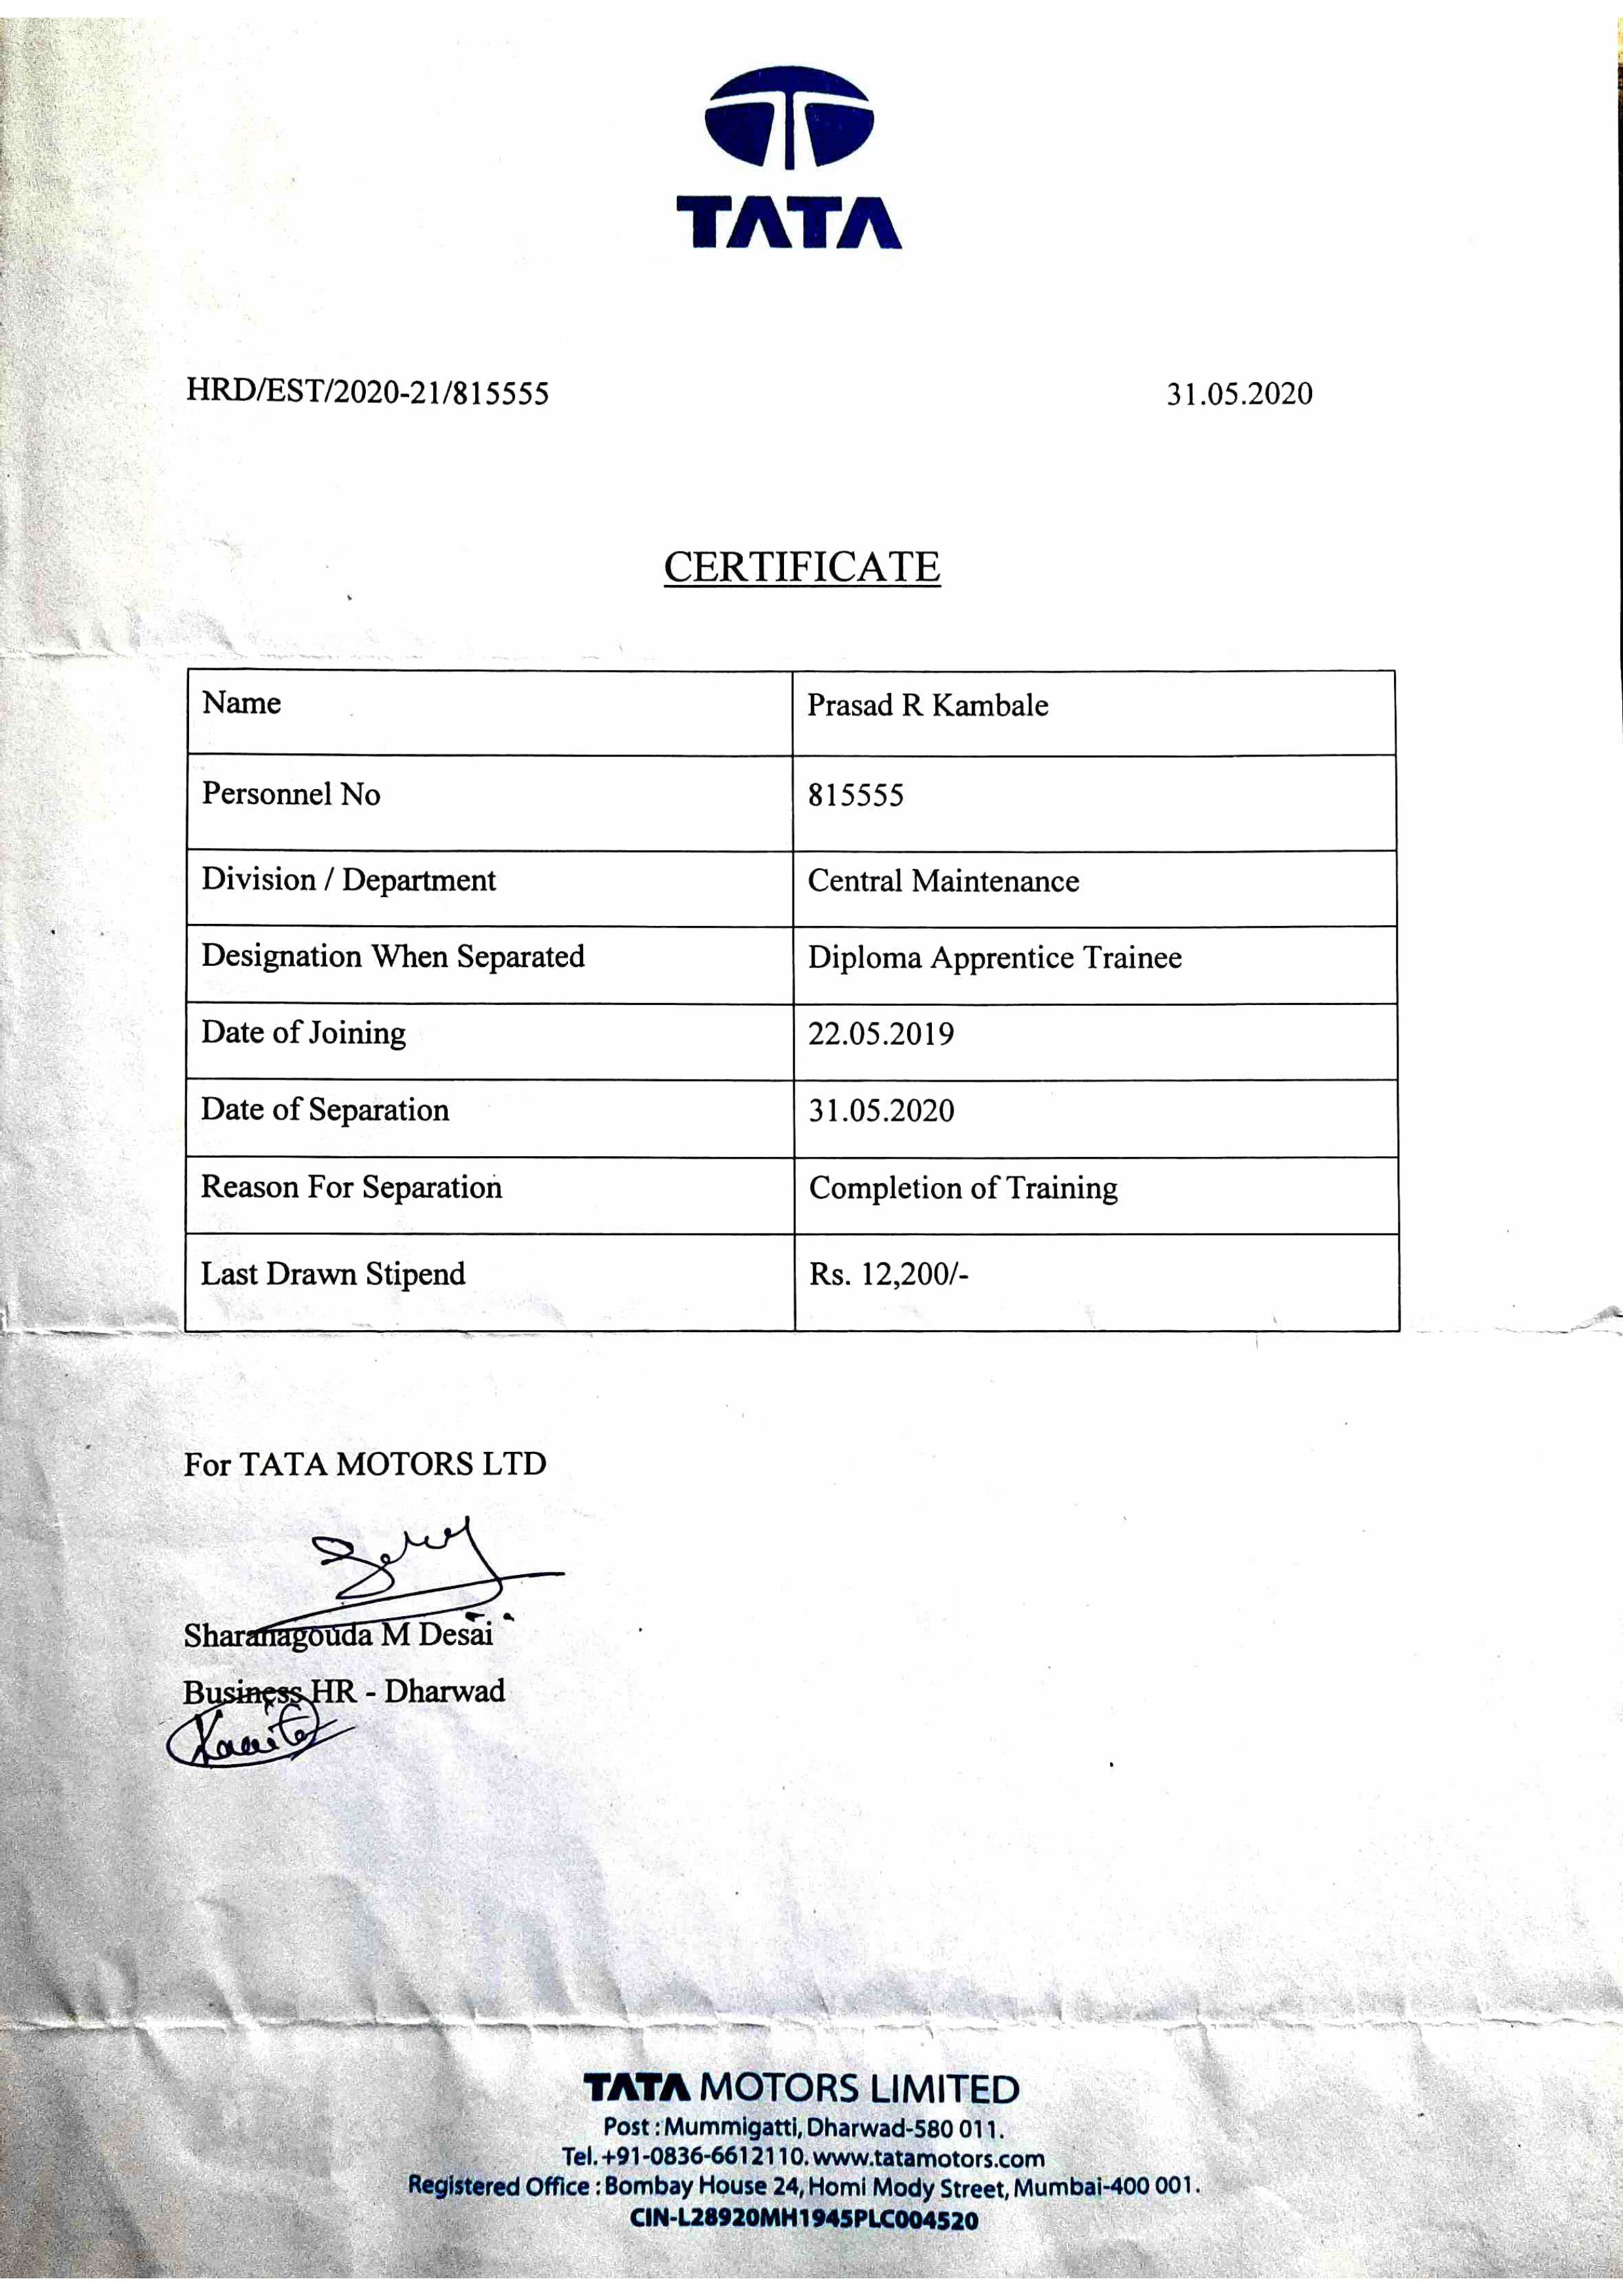 TATA
HRD/EST/2020-21/815555 31.05.2020
CERTIFICATE
Name Prasad R Kambale
Personnel No 815555
Division / Department Central Maintenance
Designation When Separated Diploma Apprentice Trainee
Date of Joining 22.05.2019
Date of Separation 31.05.2020
Reason For Separation Completion of Training
Last Drawn Stipend Rs. 12,200/-
For TATA MOTORS LTD
Sharanagouda M Desai
Business HR - Dharwad
TATA MOTORS LIMITED
Post : Mummigatti, Dharwad-580 011.
Tel. +91-0836-6612110. www.tatamotors.com
Registered Office : Bombay House 24, Homi Mody Street, Mumbai-400 001.
CIN-L28920MH1945PLC004520